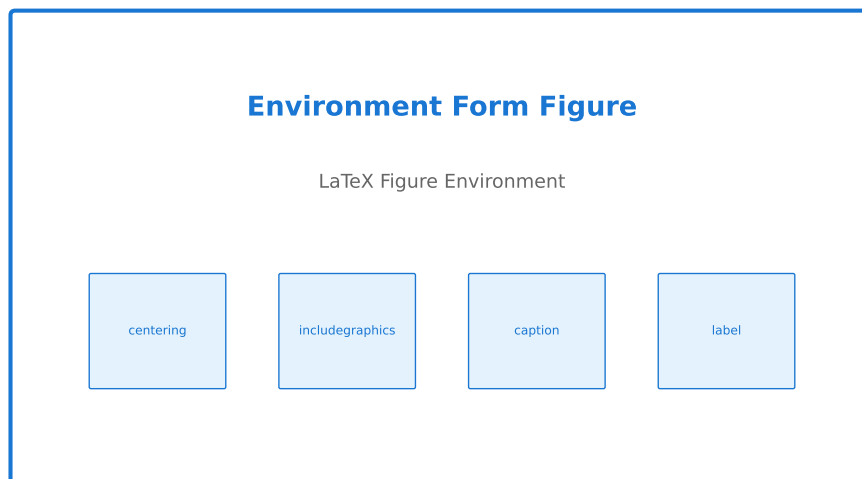 Environment Form Figure
LaTeX Figure Environment
centering includegraphics caption label